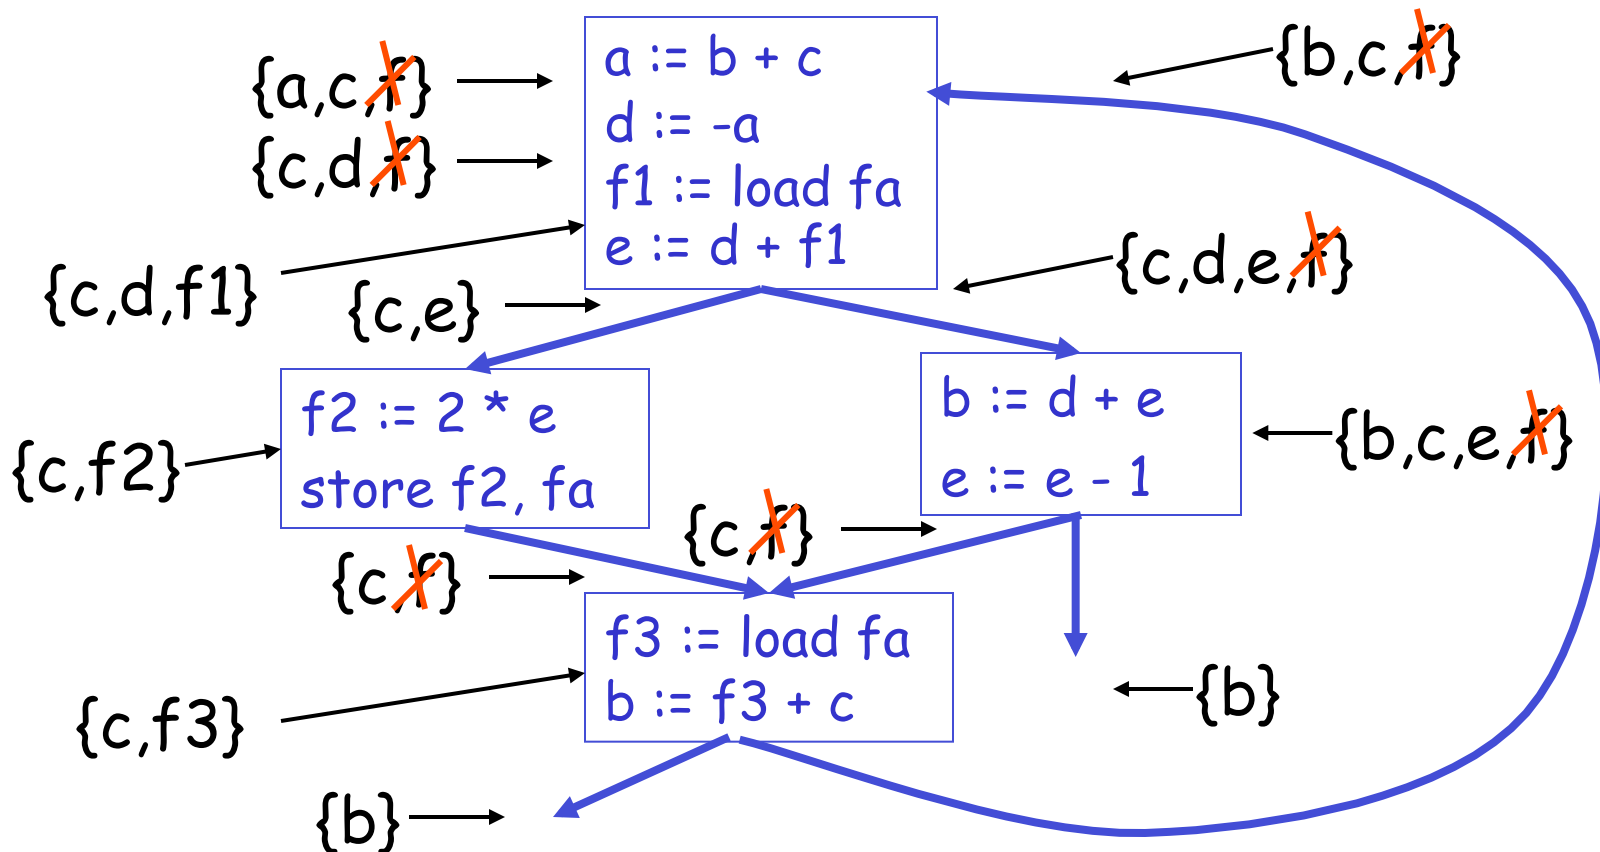 {a,c,f}
{c,d,f}
{c,d,f1}
{c,e}
a := b + c
d := -a
f1 := load fa
e := d + f1
{b,c,f}
{c,d,e,f}
{c,f2}
f2 := 2 * e
store f2, fa
b := d + e
e := e - 1
{b,c,e,f}
{c,f}
{c,f}
{c,f3}
f3 := load fa
b := f3 + c
{b}
{b}